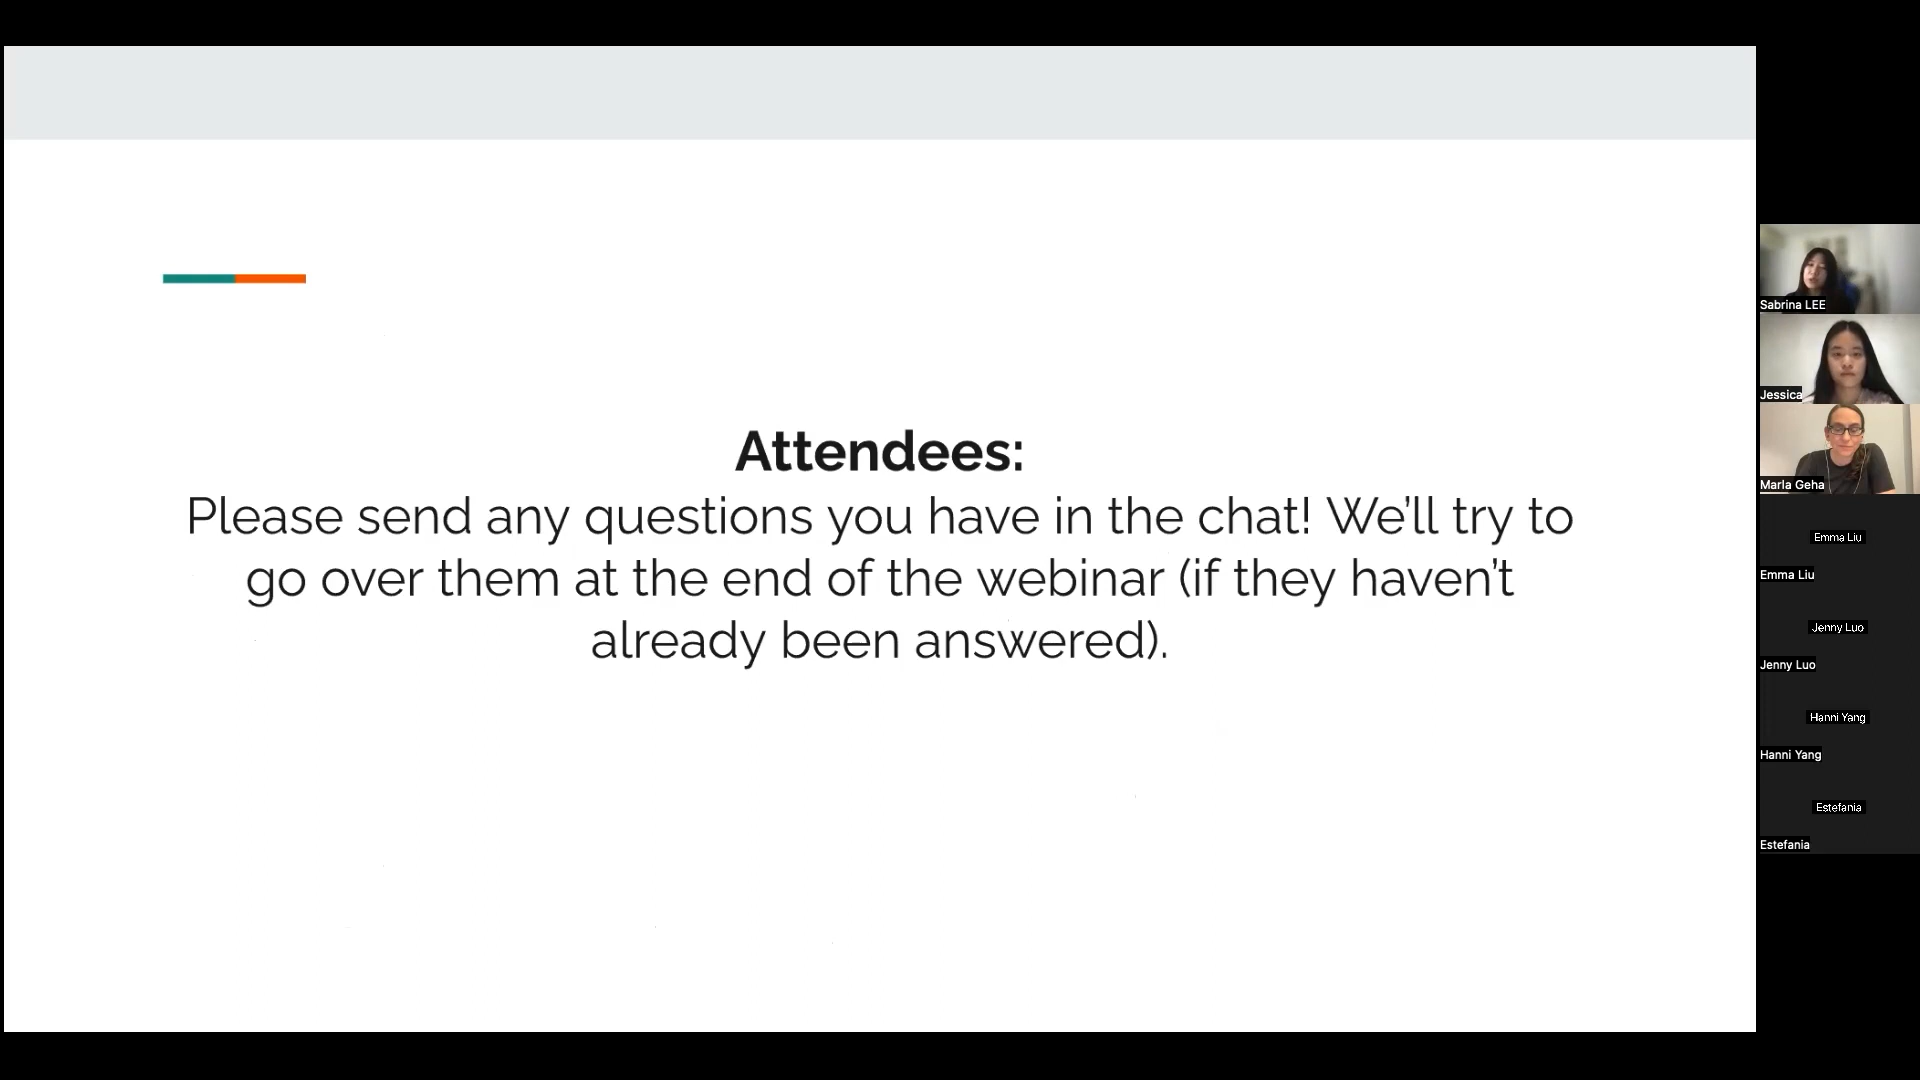 Attendees:
Please send any questions you have in the chat! We'll try to
go over them at the end of the webinar (if they haven't
already been answered).
Sabrina LEE
Jessica
Marla Geha
Emma Liu
Emma Liu
Jenny Luo
Jenny Luo
Hanni Yang
Hanni Yang
Estefania
Estefania